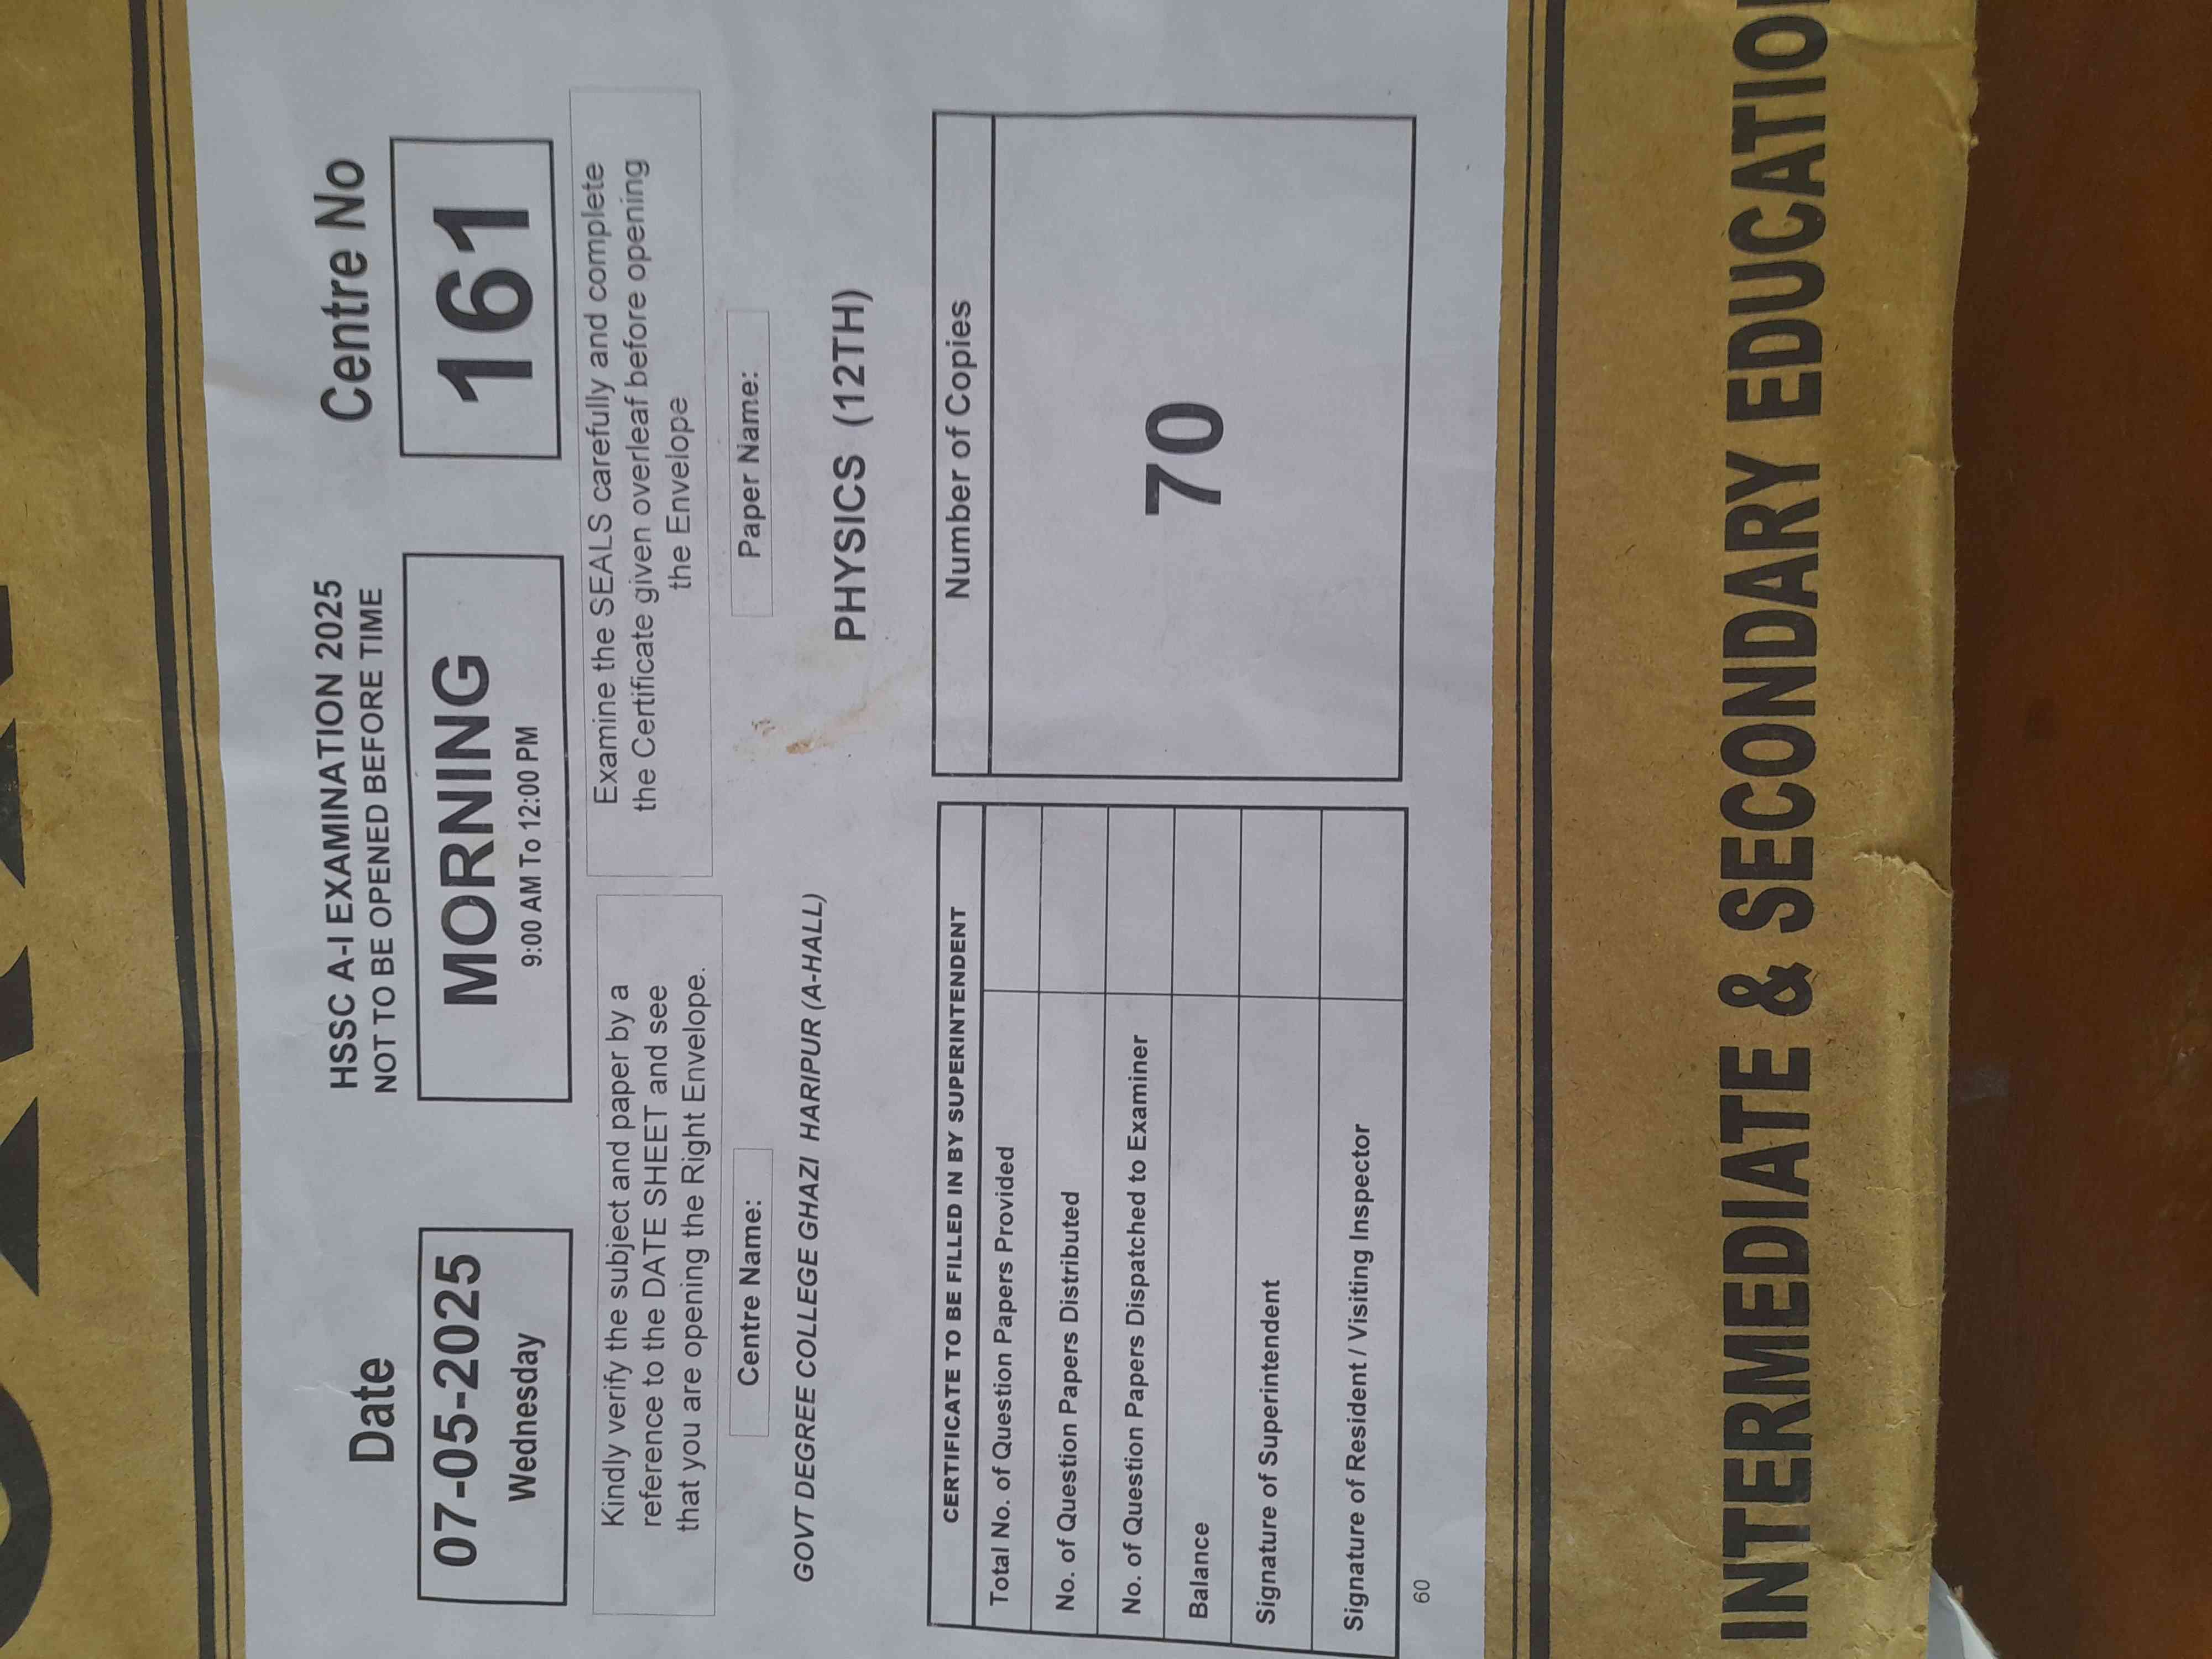 HSSC A-I EXAMINATION 2025
NOT TO BE OPENED BEFORE TIME
Date
Centre No
07-05-2025
Wednesday
MORNING
9:00 AM To 12:00 PM
161
Kindly verify the subject and paper by a
reference to the DATE SHEET and see
that you are opening the Right Envelope.
Examine the SEALS carefully and complete
the Certificate given overleaf before opening
the Envelope
Centre Name:
Paper Name:
GOVT DEGREE COLLEGE GHAZI HARIPUR (A-HALL)
PHYSICS (12TH)
CERTIFICATE TO BE FILLED IN BY SUPERINTENDENT
Total No. of Question Papers Provided
No. of Question Papers Distributed
No. of Question Papers Dispatched to Examiner
Balance
Signature of Superintendent
Signature of Resident / Visiting Inspector
Number of Copies
70
60
INTERMEDIATE & SECONDARY EDUCATIO